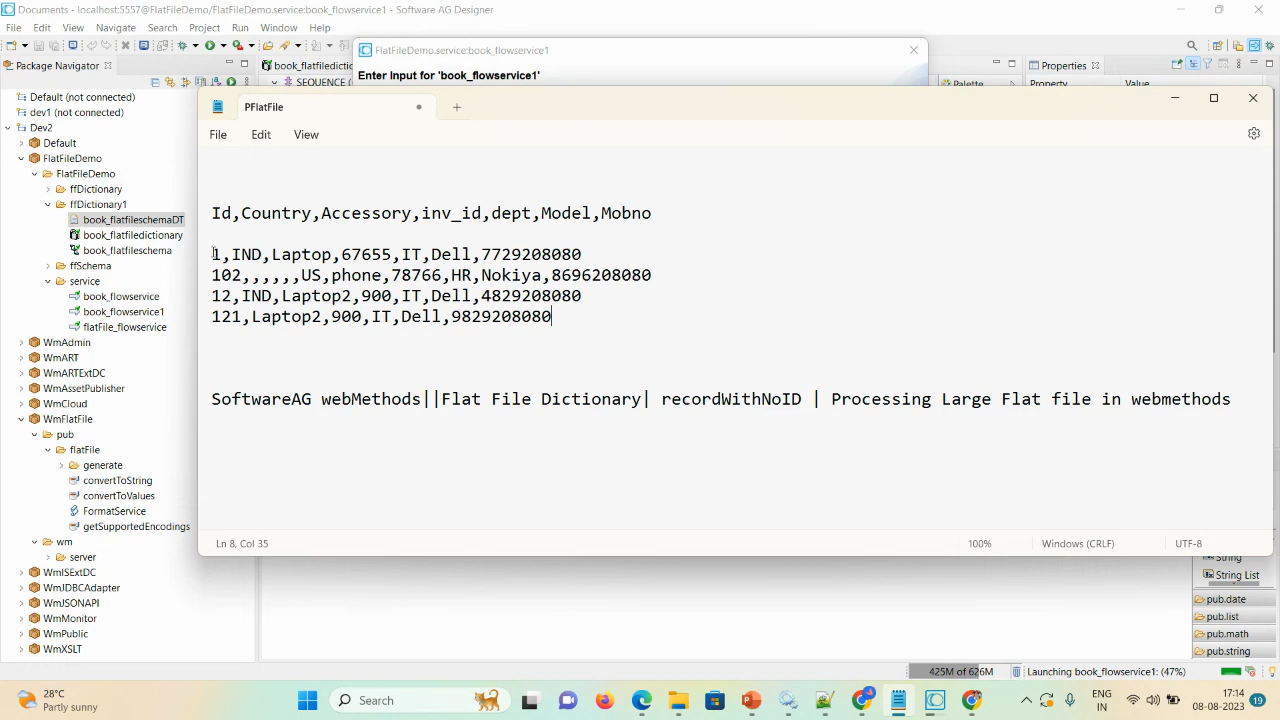 Documents - localhost:5557@FlatFileDemo/FlatFileDemo.service:book_flowservice1 - Software AG Designer
File Edit View Navigate Search Project Run Window Help
Package Navigator
Default (not connected)
dev1 (not connected)
Dev2
Default
FlatFileDemo
FlatFileDemo
ffDictionary
ffDictionary1
book_flatfileschemaDT
book_flatfiledictionary
book_flatfileschema
ffSchema
service
book_flowservice
book_flowservice1
flatFile_flowservice
WmAdmin
WmART
WmARTExtDC
WmAssetPublisher
WmCloud
WmFlatFile
pub
flatFile
generate
convertToString
convertToValues
FormatService
getSupportedEncodings
wm
server
WmISExtDC
WmJDBCAdapter
WmJSONAPI
WmMonitor
WmPublic
WmXSLT
book_flatfiledictio
SEQUENCE
FlatFileDemo.service:book_flowservice1
Enter Input for 'book_flowservice1'
Palette
Properties
Property Value
PFlatFile
File Edit View
Id,Country,Accessory,inv_id,dept,Model,Mobno
1,IND,Laptop,67655,IT,Dell,7729208080
102,,,,,,US,phone,78766,HR,Nokiya,8696208080
12,IND,Laptop2,900,IT,Dell,4829208080
121,Laptop2,900,IT,Dell,9829208080
SoftwareAG webMethods||Flat File Dictionary| recordWithNoID | Processing Large Flat file in webmethods
Ln 8, Col 35 100% Windows (CRLF) UTF-8
String
String List
pub.date
pub.list
pub.math
pub.string
425M of 626M Launching book_flowservice1: (47%)
28°C
Partly sunny
Search
ENG
IN
17:14
08-08-2023
19